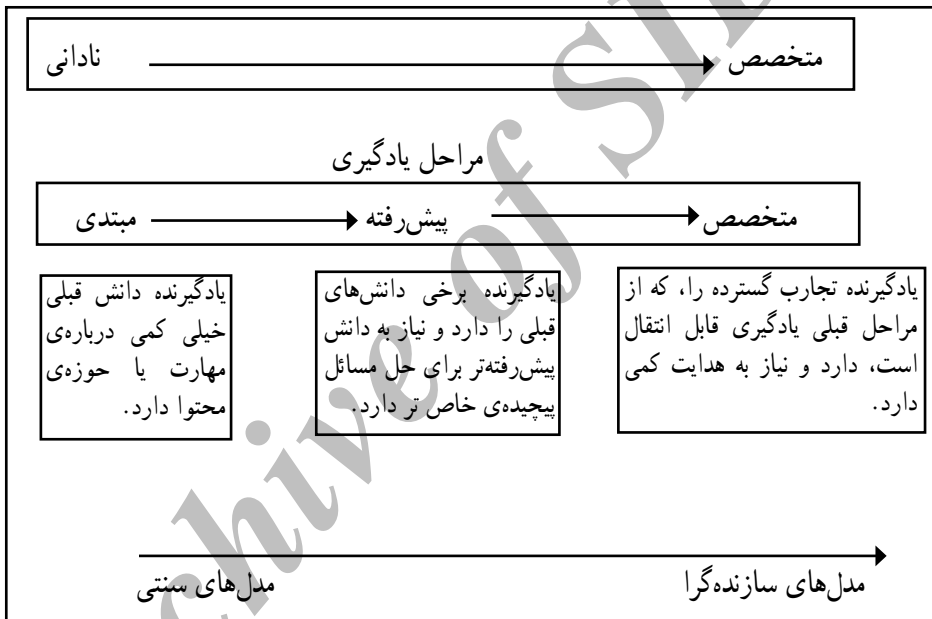 متخصص نادانی
مراحل یادگیری
متخصص پیش‌رفته مبتدی
یادگیرنده تجارب گسترده را، که از
مراحل قبلی یادگیری قابل انتقال
است، دارد و نیاز به هدایت کمی
دارد.
یادگیرنده برخی دانش‌های
قبلی را دارد و نیاز به دانش
پیش‌رفته‌تر برای حل مسائل
پیچیده‌ی خاص تر دارد.
یادگیرنده دانش قبلی
خیلی کمی درباره‌ی
مهارت یا حوزه‌ی
محتوا دارد.
مدل‌های سازنده‌گرا مدل‌های سنتی
chive of SI